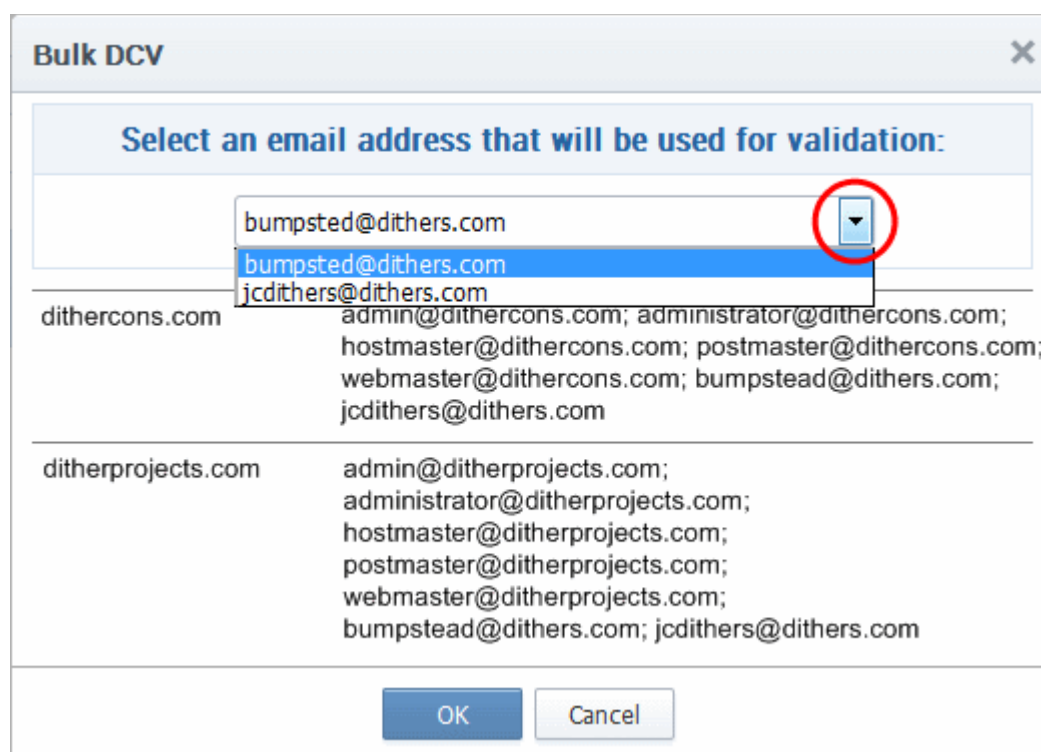 Bulk DCV
Select an email address that will be used for validation:
bumpsted@dithers.com
bumpsted@dithers.com
jcdithers@dithers.com
dithercons.com admin@dithercons.com; administrator@dithercons.com;
hostmaster@dithercons.com; postmaster@dithercons.com;
webmaster@dithercons.com; bumpstead@dithers.com;
jcdithers@dithers.com
ditherprojects.com admin@ditherprojects.com;
administrator@ditherprojects.com;
hostmaster@ditherprojects.com;
postmaster@ditherprojects.com;
webmaster@ditherprojects.com;
bumpstead@dithers.com; jcdithers@dithers.com
OK Cancel